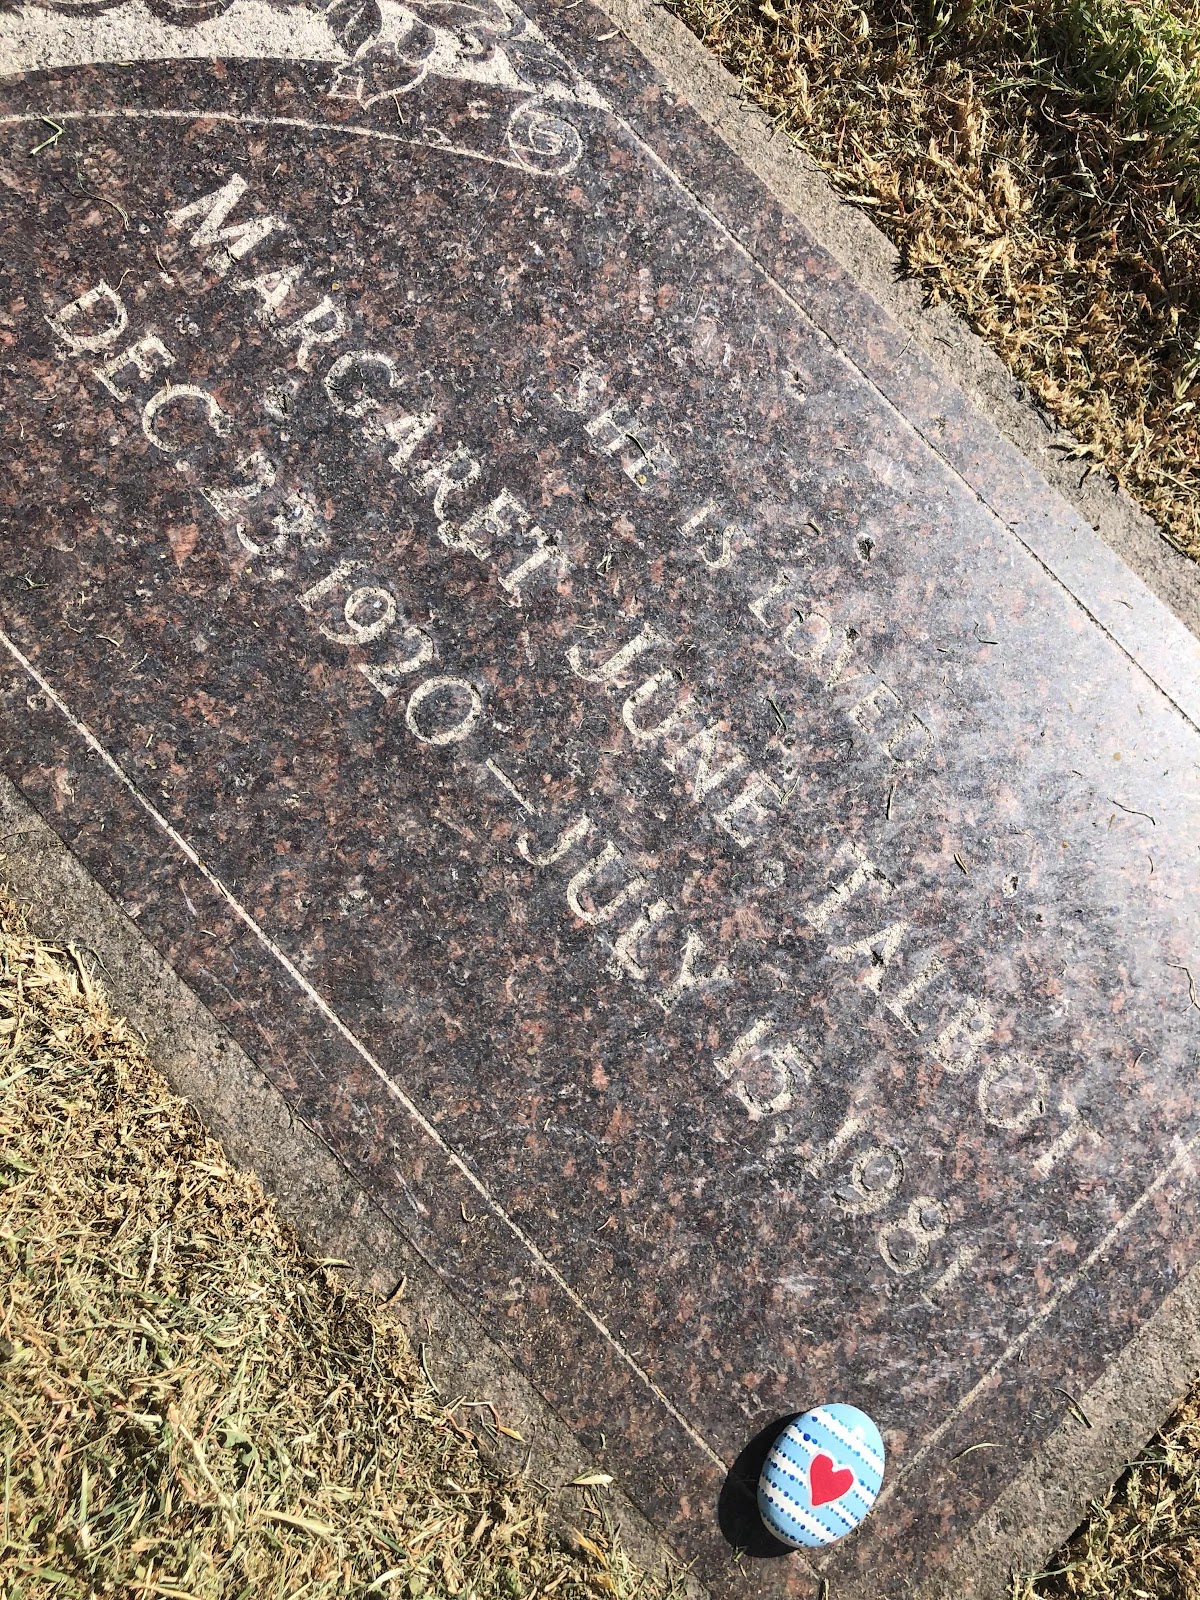 SHE IS LOVED
MARGARET JUNE TALBOT
DEC. 23, 1920 — JULY 15, 1981